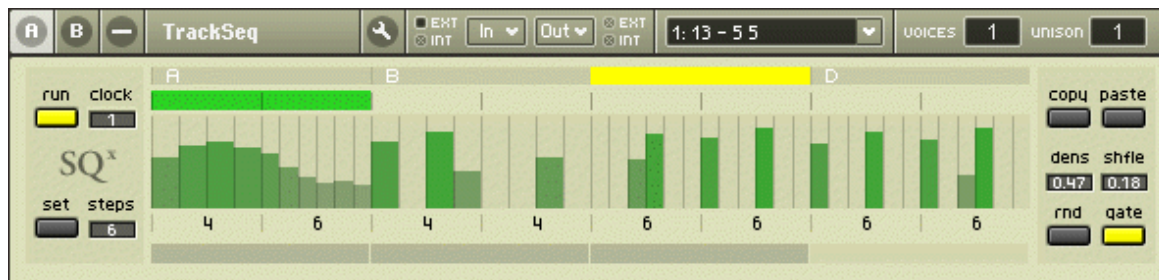 A B TrackSeq EXT INT In Out EXT INT 1: 13 - 5 5 VOICES 1 UNISON 1
A B D
run clock copy paste
1
SQx dens shfle
0.47 0.18
set steps rnd gate
6 4 6 4 4 6 6 6 6